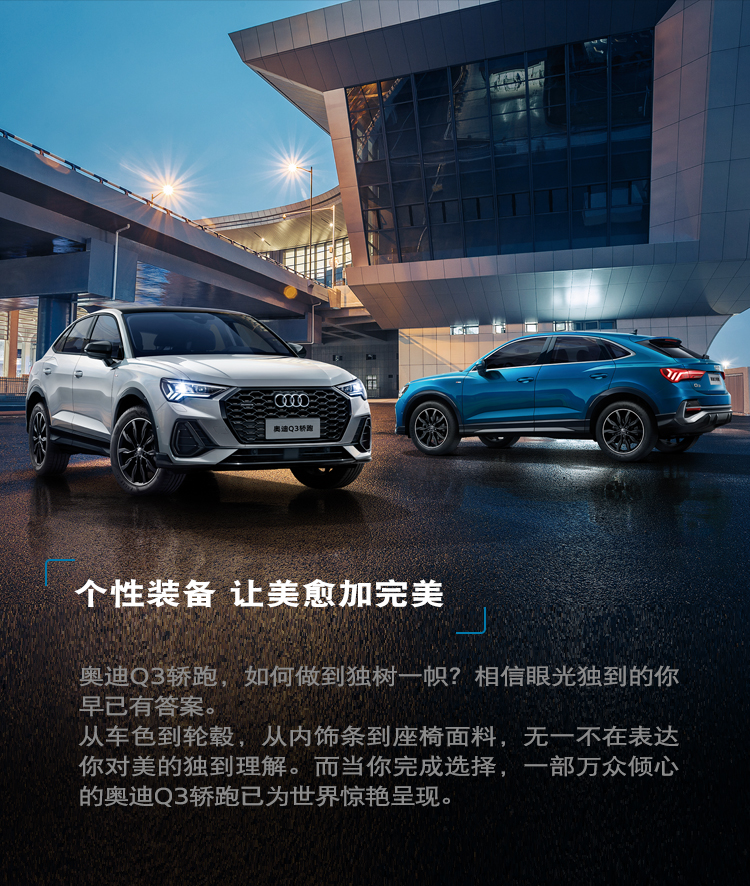 奥迪Q3轿跑
个性装备 让美愈加完美
奥迪Q3轿跑，如何做到独树一帜？相信眼光独到的你
早已有答案。
从车色到轮毂，从内饰条到座椅面料，无一不在表达
你对美的独到理解。而当你完成选择，一部万众倾心
的奥迪Q3轿跑已为世界惊艳呈现。